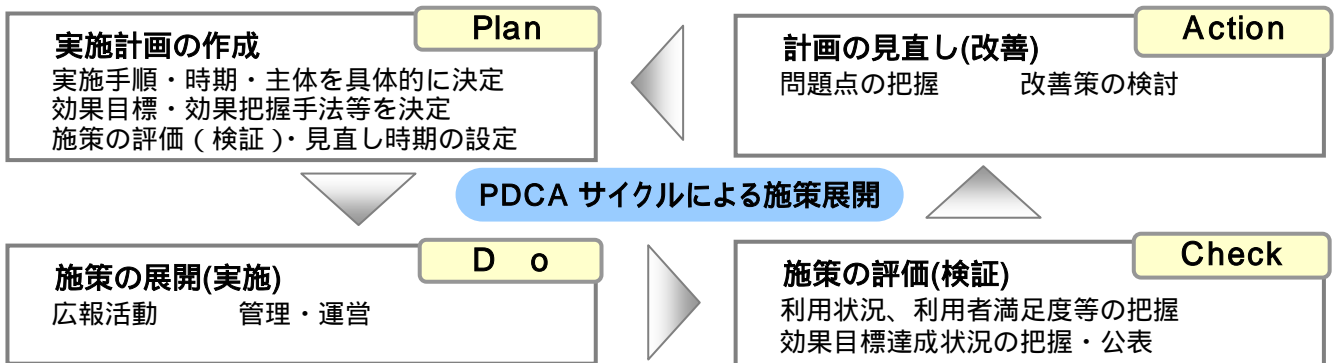 Plan
実施計画の作成
実施手順・時期・主体を具体的に決定
効果目標・効果把握手法等を決定
施策の評価(検証)・見直し時期の設定
Action
計画の見直し(改善)
問題点の把握　　　改善策の検討
PDCA サイクルによる施策展開
D o
施策の展開(実施)
広報活動　　　管理・運営
Check
施策の評価(検証)
利用状況、利用者満足度等の把握
効果目標達成状況の把握・公表